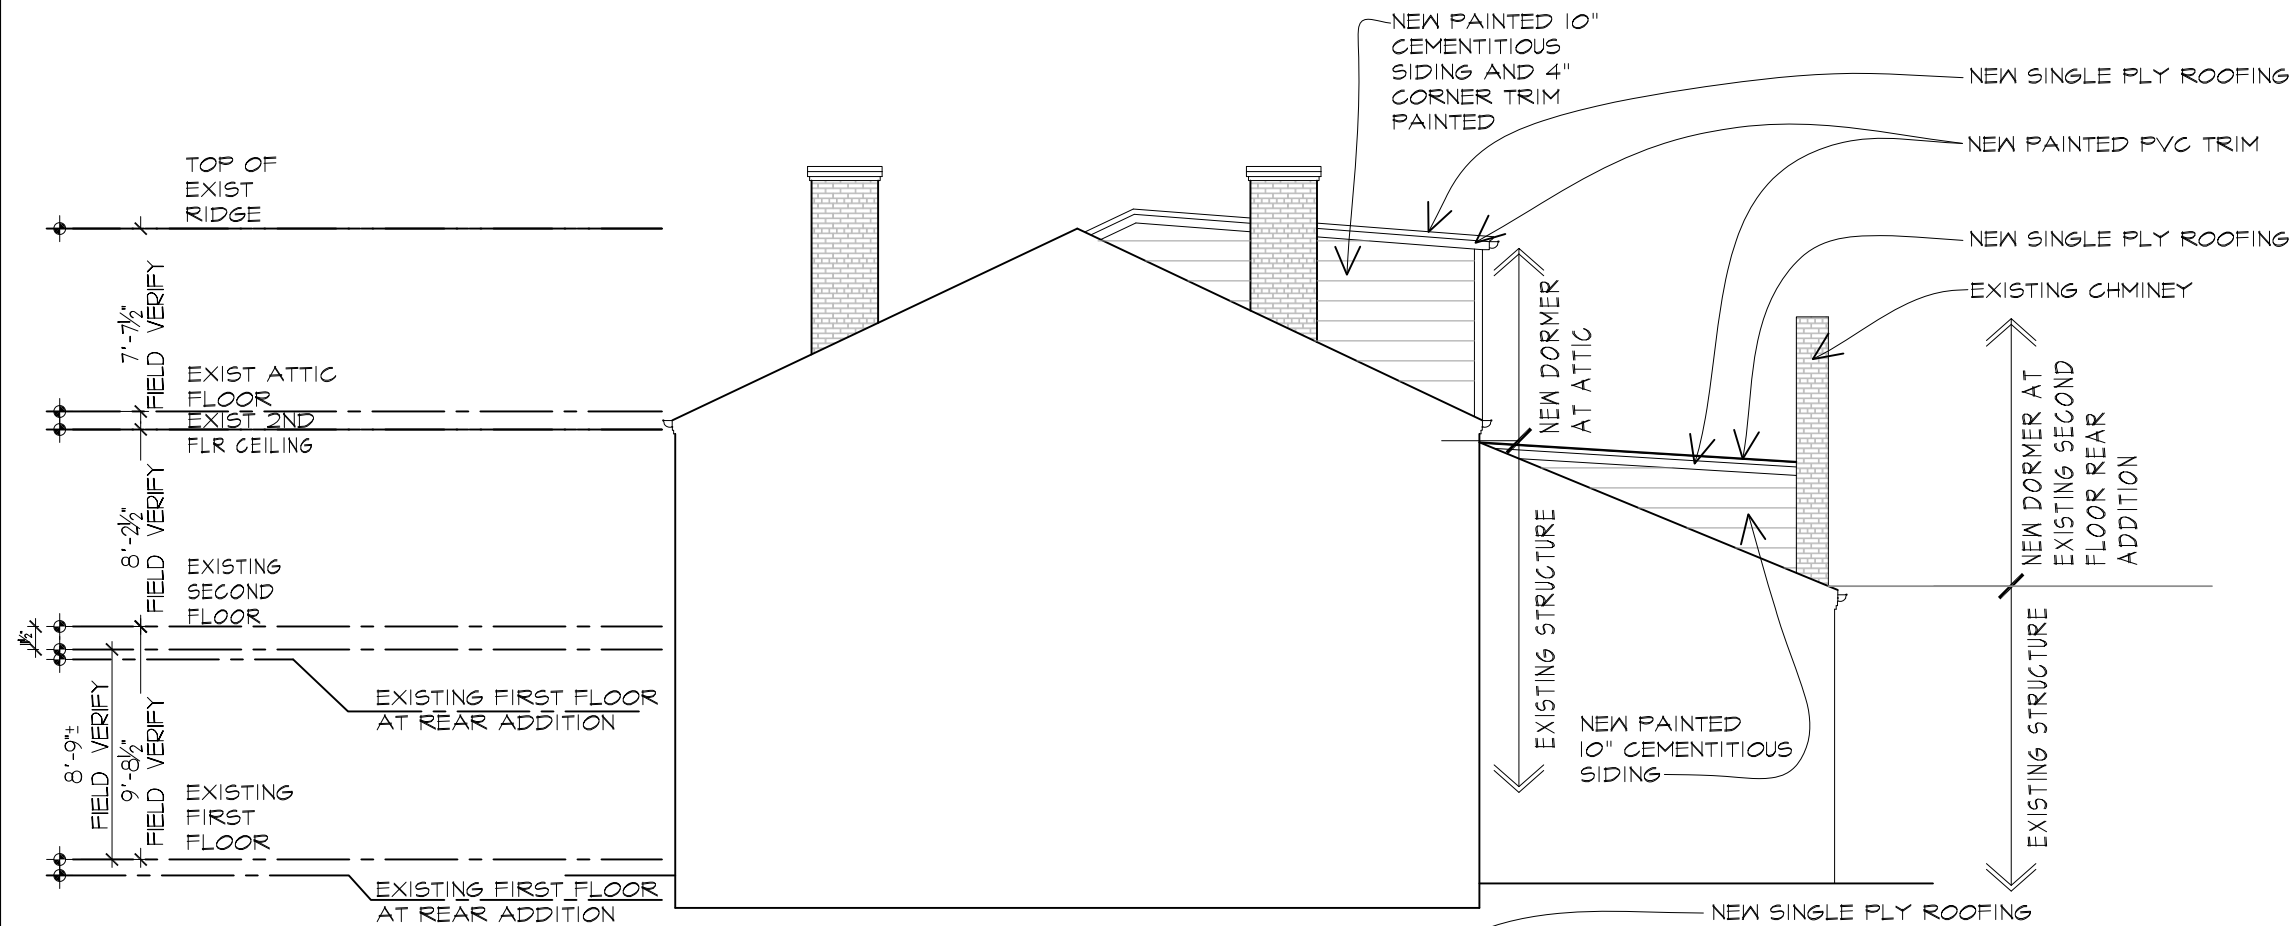 NEW PAINTED 10"
CEMENTITIOUS
SIDING AND 4"
CORNER TRIM
PAINTED
NEW SINGLE PLY ROOFING
NEW PAINTED PVC TRIM
NEW SINGLE PLY ROOFING
EXISTING CHMINEY
TOP OF
EXIST
RIDGE
7'-7½"
FIELD VERIFY
EXIST ATTIC
FLOOR
EXIST 2ND
FLR CEILING
8'-2½"
FIELD VERIFY
EXISTING
SECOND
FLOOR
EXISTING FIRST FLOOR
AT REAR ADDITION
8'-9"±
FIELD VERIFY
9'-8½"
FIELD VERIFY
EXISTING
FIRST
FLOOR
EXISTING FIRST FLOOR
AT REAR ADDITION
NEW DORMER
AT ATTIC
EXISTING STRUCTURE
NEW DORMER AT
EXISTING SECOND
FLOOR REAR
ADDITION
EXISTING STRUCTURE
NEW PAINTED
10" CEMENTITIOUS
SIDING
NEW SINGLE PLY ROOFING